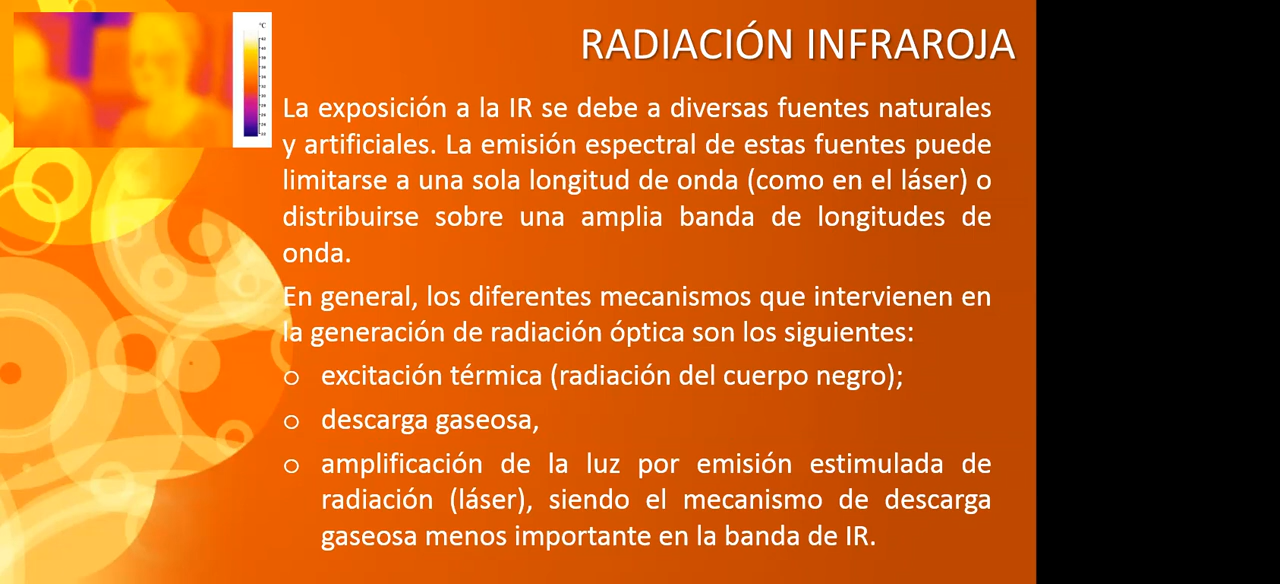 °C
RADIACIÓN INFRAROJA
La exposición a la IR se debe a diversas fuentes naturales
y artificiales. La emisión espectral de estas fuentes puede
limitarse a una sola longitud de onda (como en el láser) o
distribuirse sobre una amplia banda de longitudes de
onda.
En general, los diferentes mecanismos que intervienen en
la generación de radiación óptica son los siguientes:
o excitación térmica (radiación del cuerpo negro);
o descarga gaseosa,
o amplificación de la luz por emisión estimulada de
radiación (láser), siendo el mecanismo de descarga
gaseosa menos importante en la banda de IR.